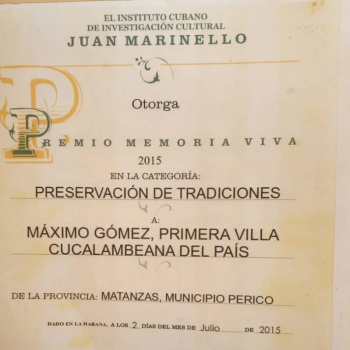 EL INSTITUTO CUBANO
DE INVESTIGACIÓN CULTURAL
JUAN MARINELLO
Otorga
PREMIO MEMORIA VIVA
2015
EN LA CATEGORÍA:
PRESERVACIÓN DE TRADICIONES
A:
MÁXIMO GÓMEZ, PRIMERA VILLA
CUCALAMBEANA DEL PAÍS
DE LA PROVINCIA: MATANZAS, MUNICIPIO PERICO
DADO EN LA HABANA, A LOS 2 DÍAS DEL MES DE Julio DE 2015